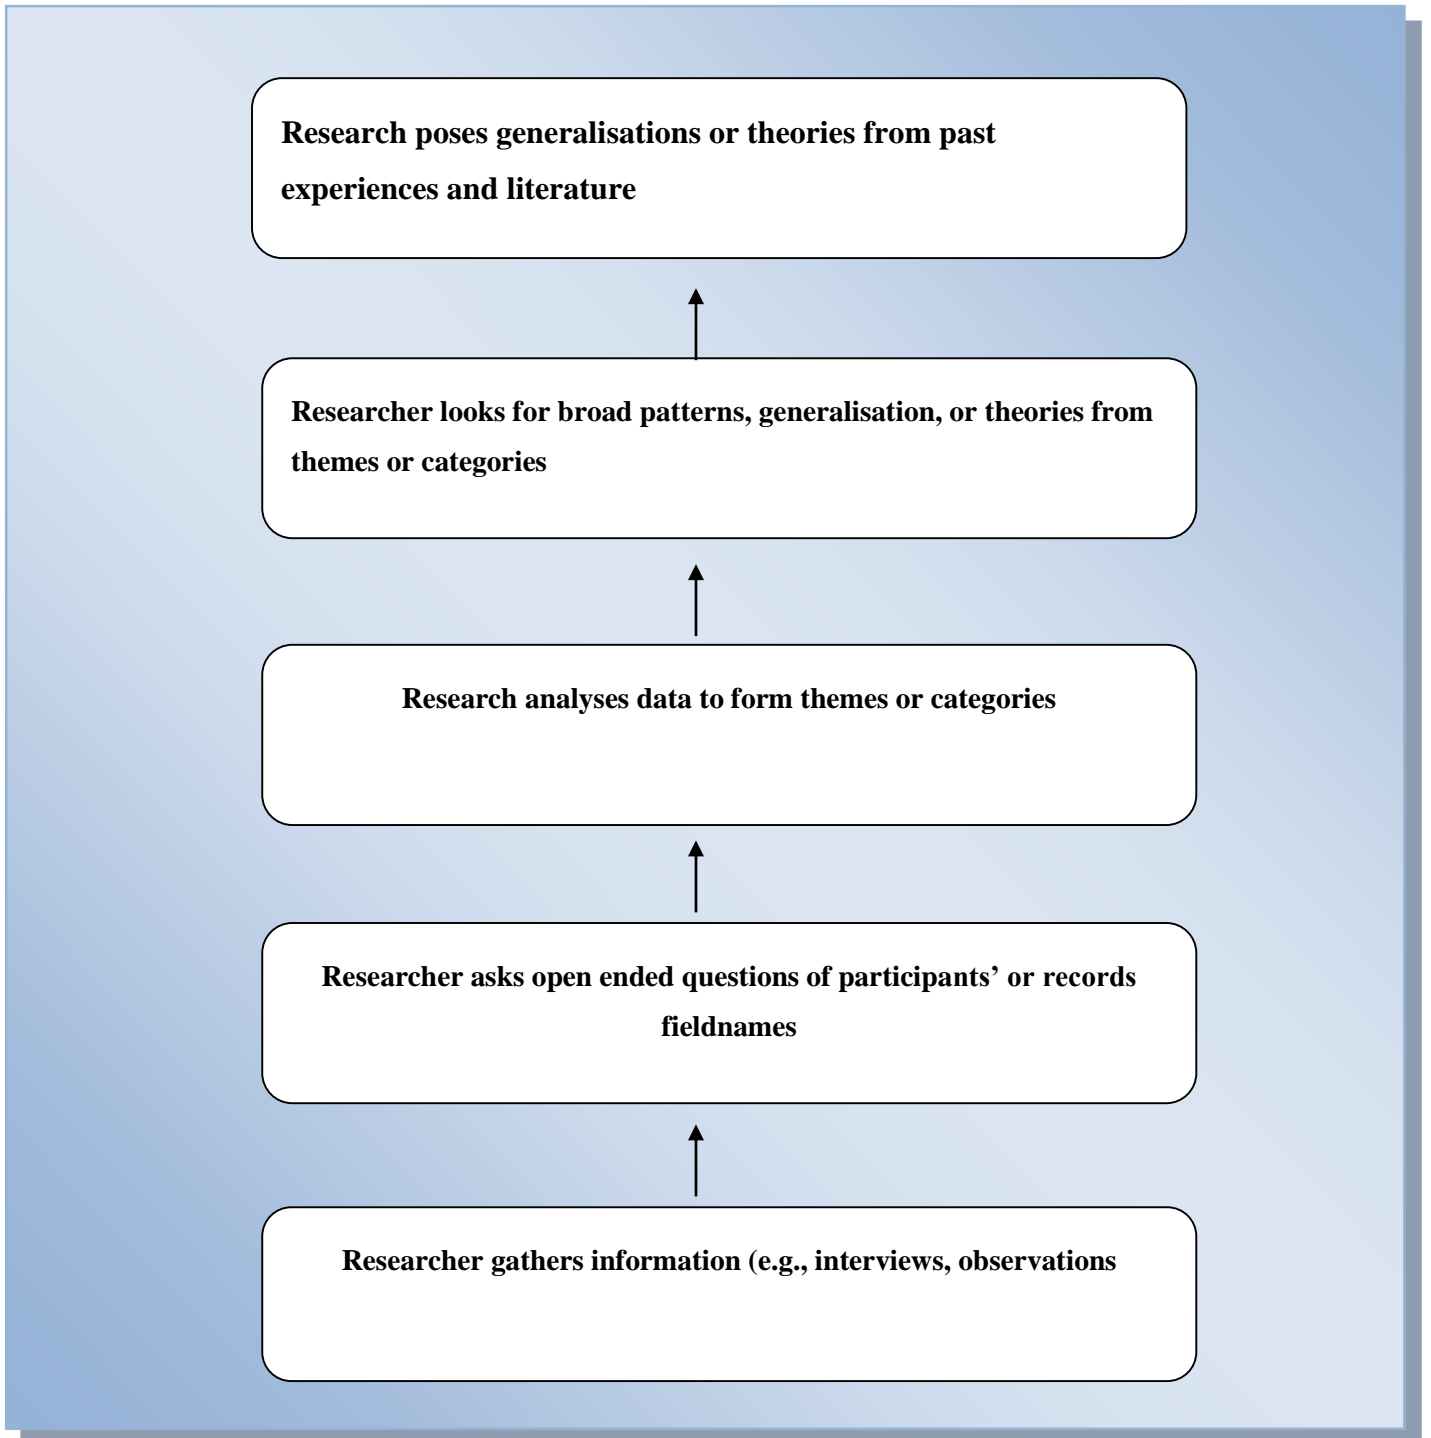 Research poses generalisations or theories from past
experiences and literature
Researcher looks for broad patterns, generalisation, or theories from
themes or categories
Research analyses data to form themes or categories
Researcher asks open ended questions of participants’ or records
fieldnames
Researcher gathers information (e.g., interviews, observations